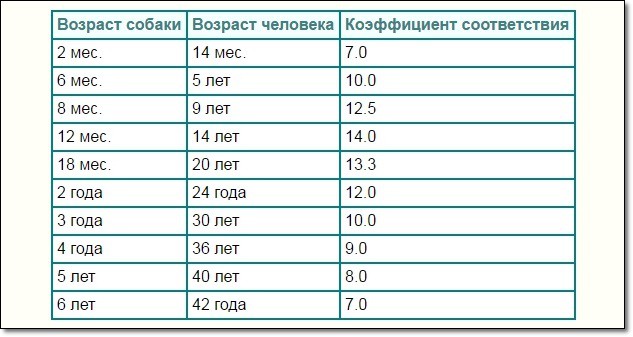 Возраст собаки Возраст человека Коэффициент соответствия
2 мес. 14 мес. 7.0
6 мес. 5 лет 10.0
8 мес. 9 лет 12.5
12 мес. 14 лет 14.0
18 мес. 20 лет 13.3
2 года 24 года 12.0
3 года 30 лет 10.0
4 года 36 лет 9.0
5 лет 40 лет 8.0
6 лет 42 года 7.0